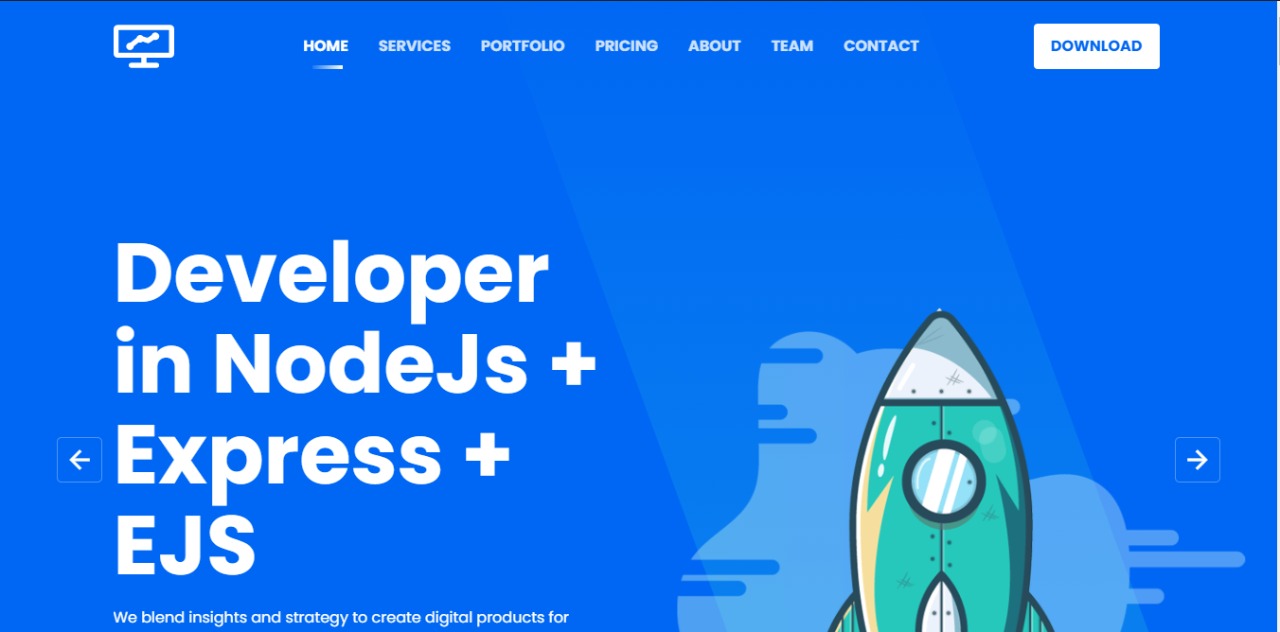 HOME SERVICES PORTFOLIO PRICING ABOUT TEAM CONTACT DOWNLOAD
Developer
in NodeJs +
Express +
EJS
We blend insights and strategy to create digital products for